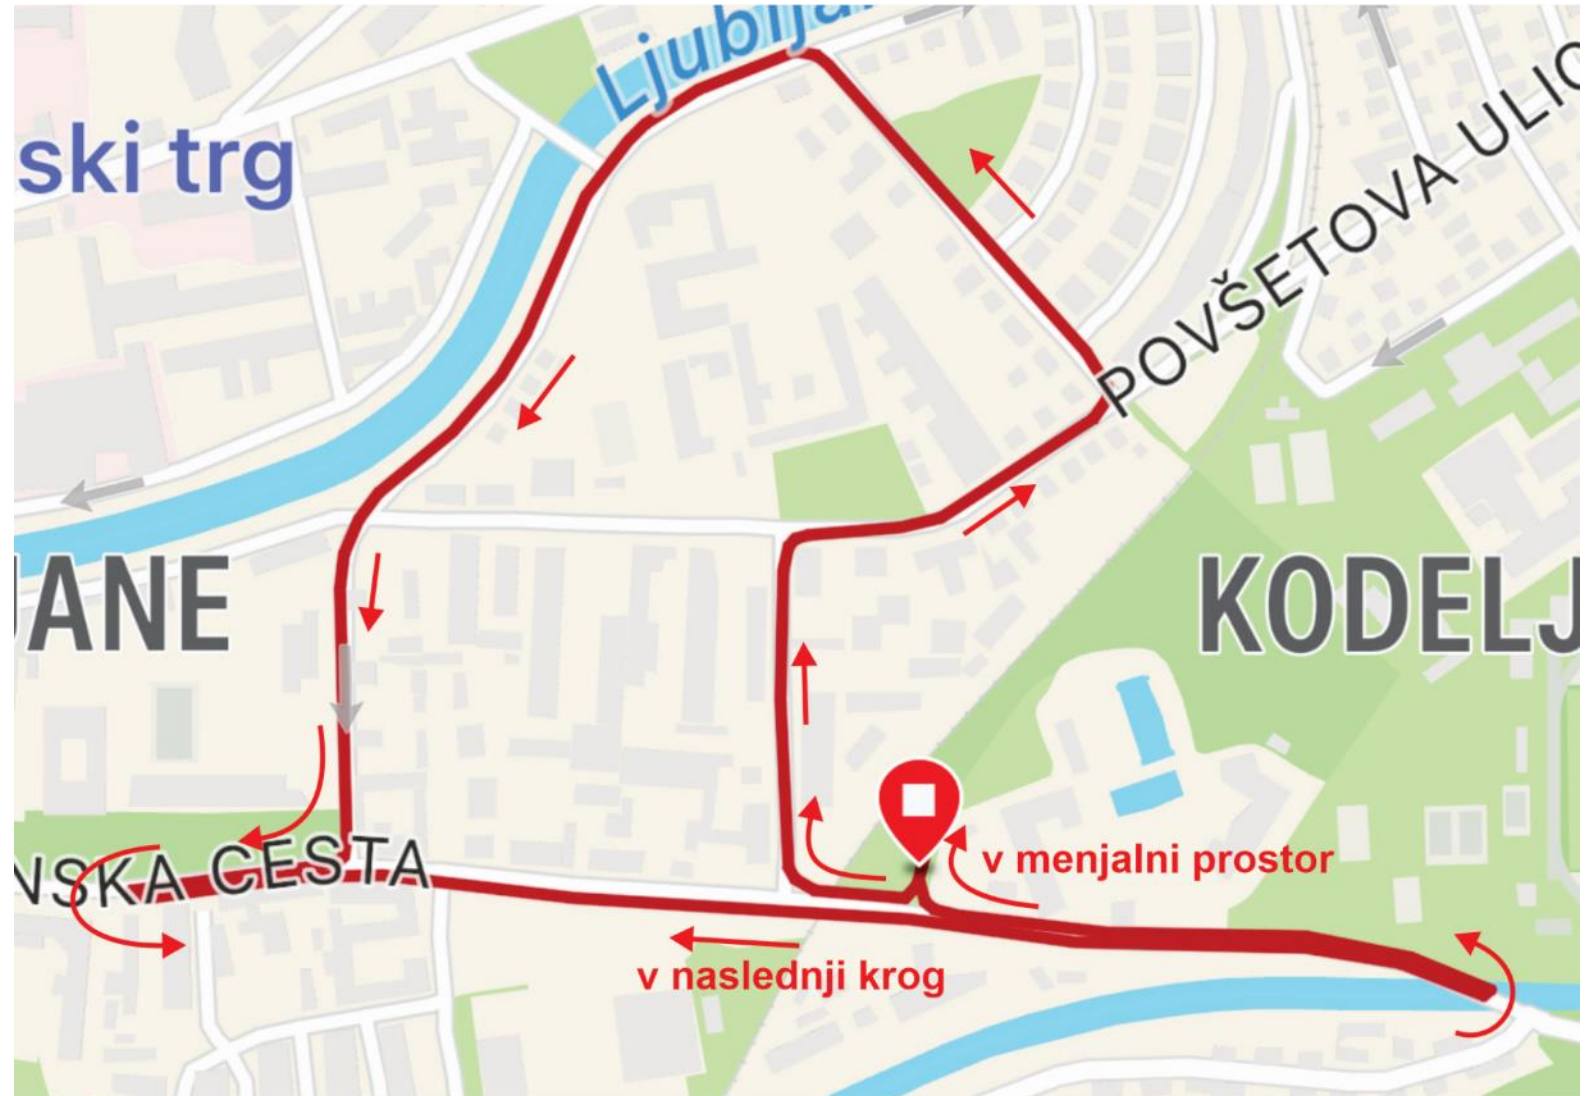 Ljublja
ski trg
POVŠETOVA ULIC
JANE
KODELJ
NSKA CESTA
v menjalni prostor
v naslednji krog